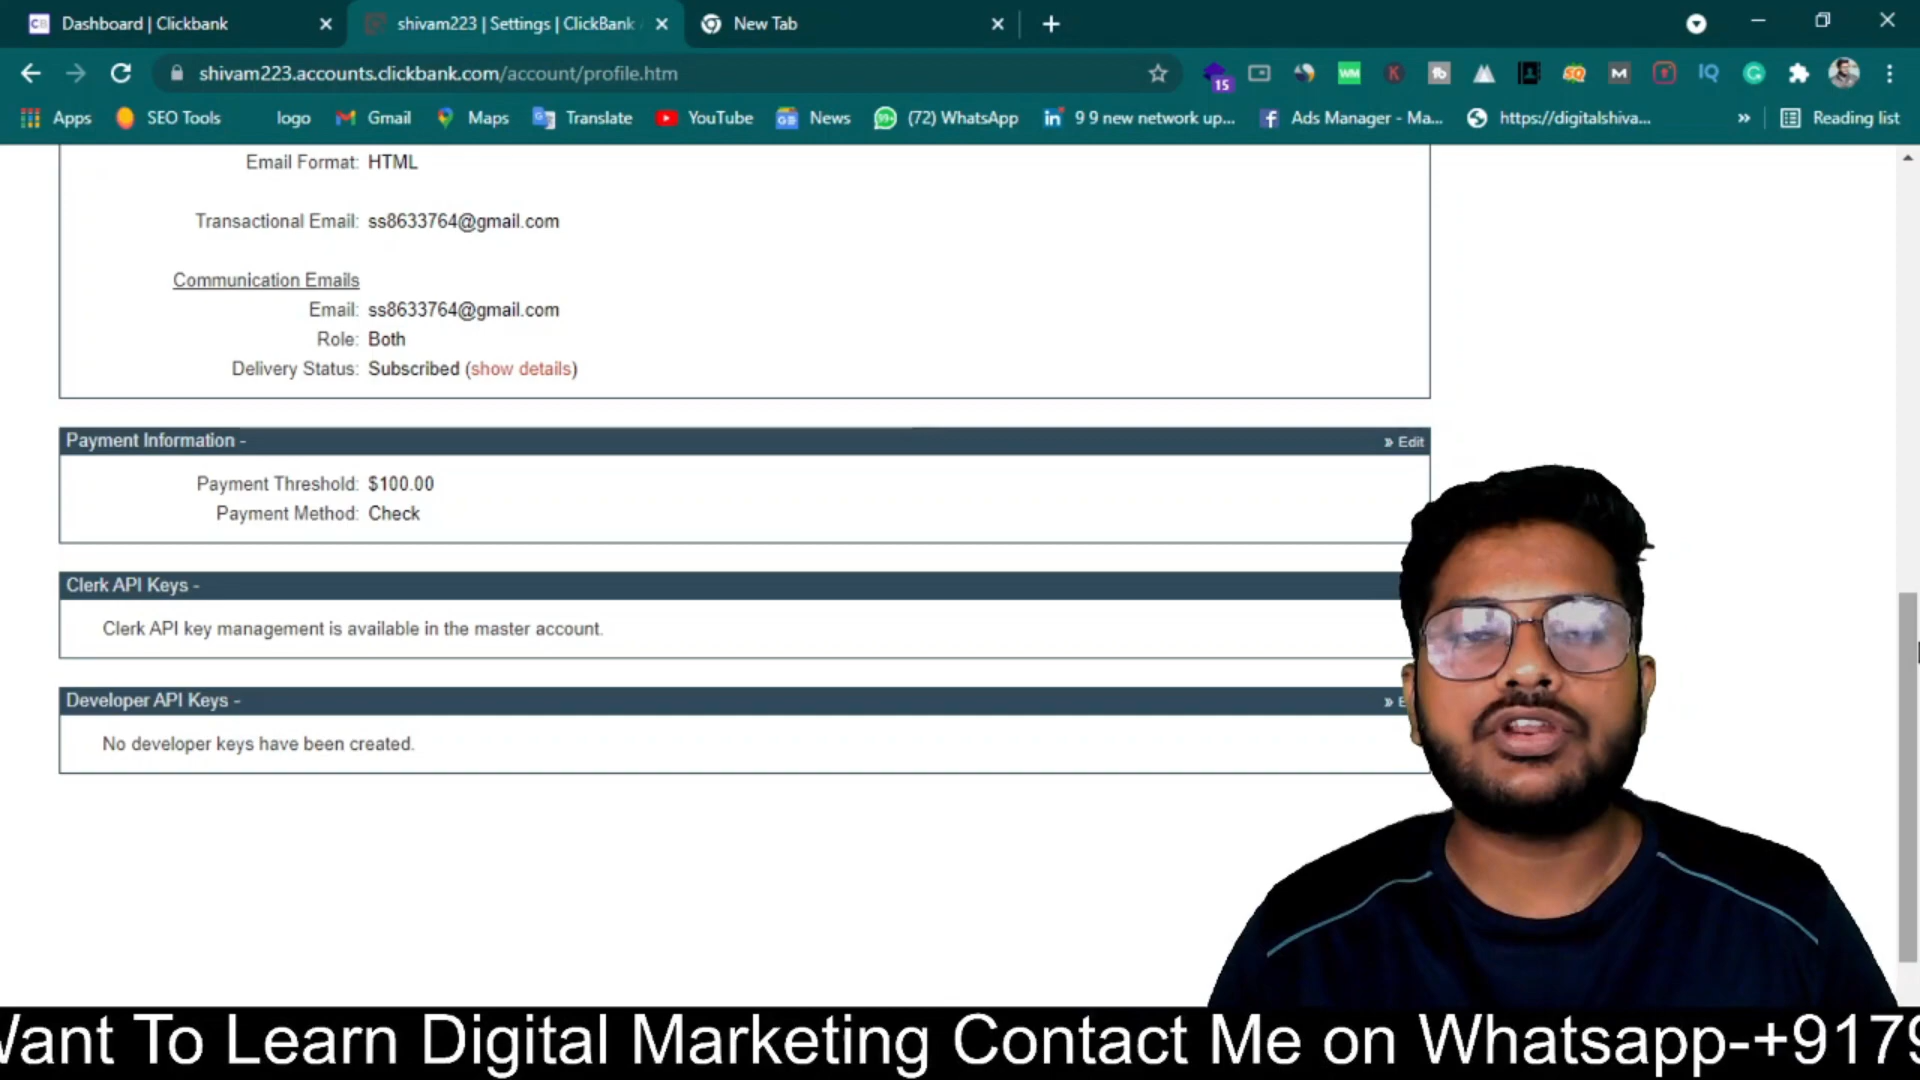 Dashboard | Clickbank
shivam223 | Settings | ClickBank
New Tab
shivam223.accounts.clickbank.com/account/profile.htm
15
Apps
SEO Tools
logo
Gmail
Maps
Translate
YouTube
News
(72) WhatsApp
9 9 new network up...
Ads Manager - Ma...
https://digitalshiva...
Reading list
Email Format: HTML
Transactional Email: ss8633764@gmail.com
Communication Emails
Email: ss8633764@gmail.com
Role: Both
Delivery Status: Subscribed (show details)
Payment Information -
» Edit
Payment Threshold: $100.00
Payment Method: Check
Clerk API Keys -
Clerk API key management is available in the master account.
Developer API Keys -
» E
No developer keys have been created.
Want To Learn Digital Marketing Contact Me on Whatsapp-+9179